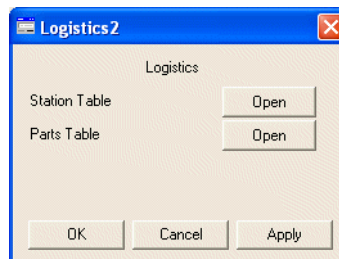 Logistics2
Logistics
Station Table Open
Parts Table Open
OK Cancel Apply